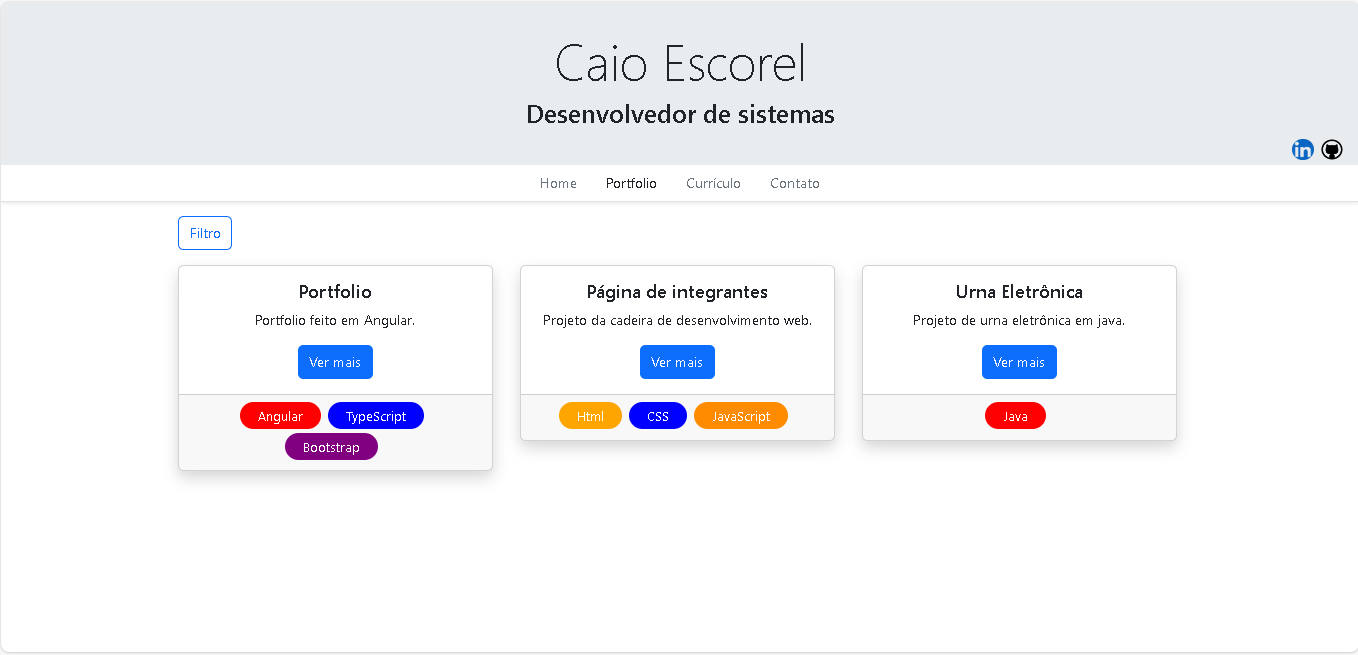 Caio Escorel
Desenvolvedor de sistemas
in
Home Portfolio Currículo Contato
Filtro
Portfolio
Portfolio feito em Angular.
Ver mais
Angular TypeScript
Bootstrap
Página de integrantes
Projeto da cadeira de desenvolvimento web.
Ver mais
Html CSS JavaScript
Urna Eletrônica
Projeto de urna eletrônica em java.
Ver mais
Java